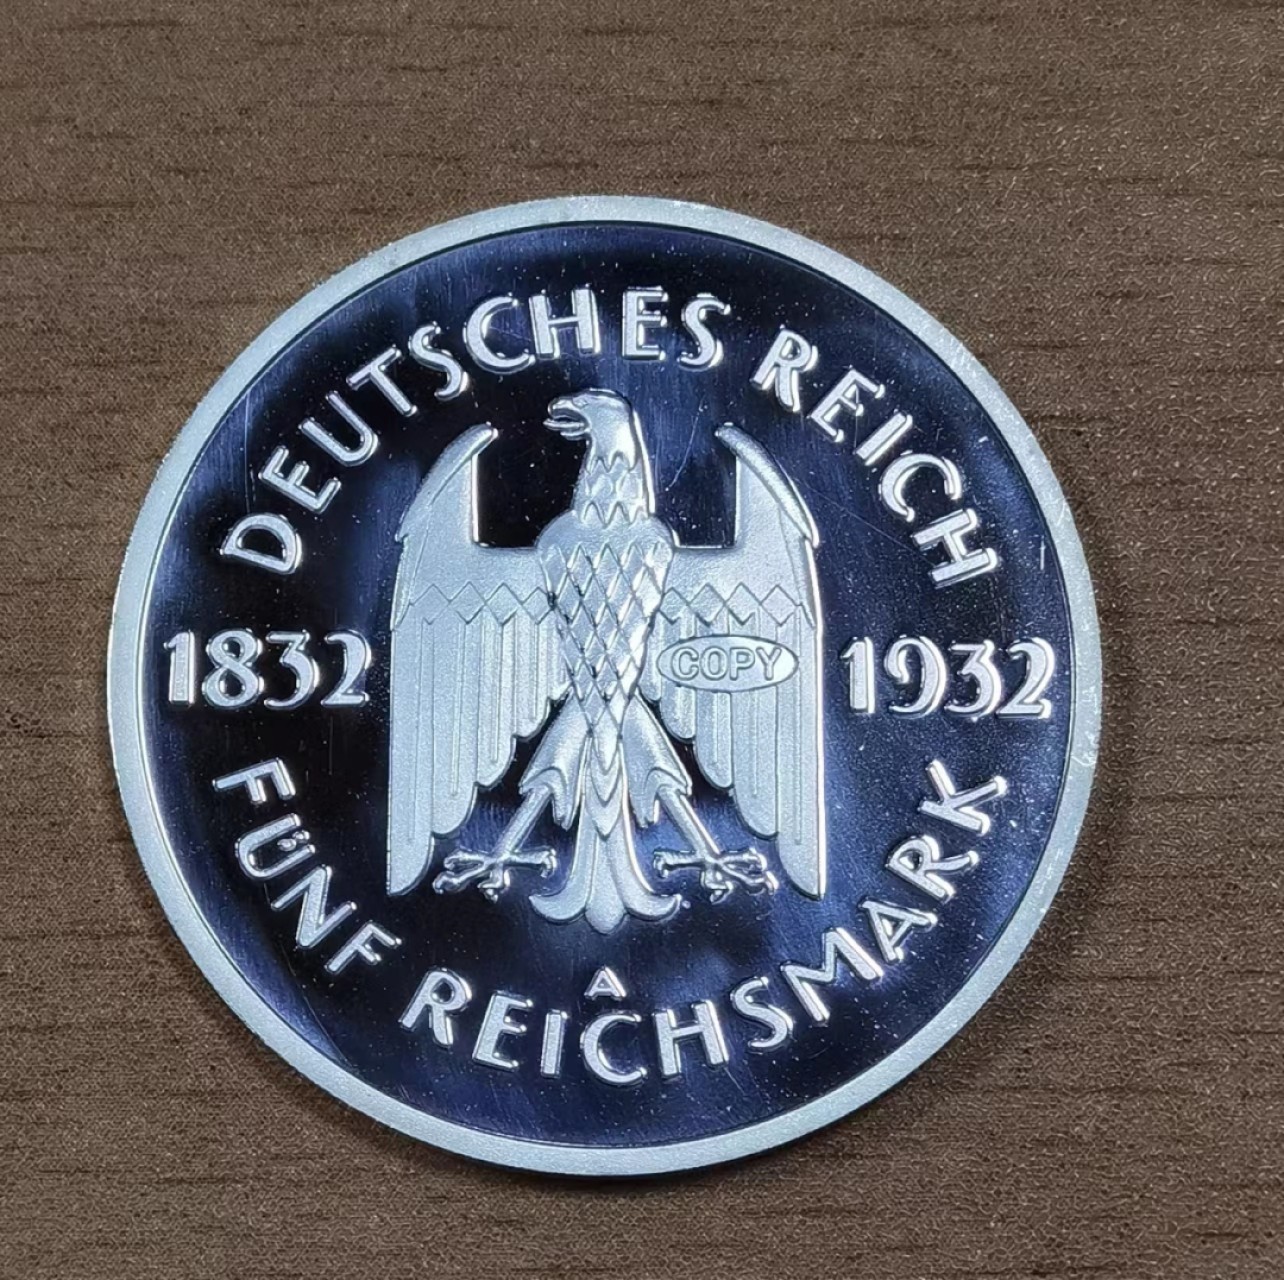 DEUTSCHES REICH
1832
COPY
1932
A
FÜNF REICHSMARK